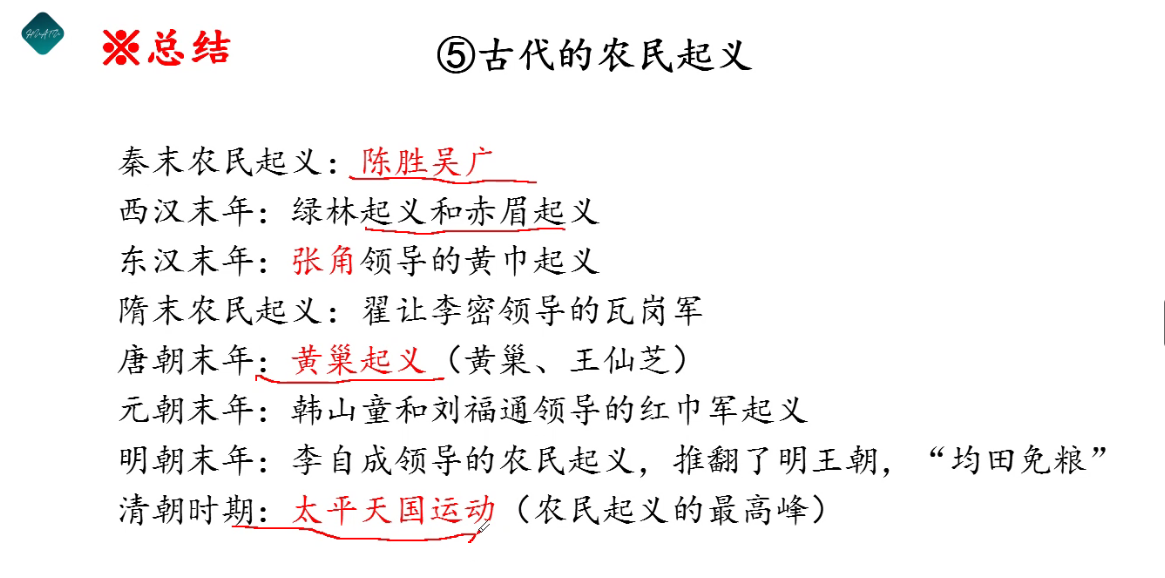 ※总结
⑤古代的农民起义
秦末农民起义：陈胜吴广
西汉末年：绿林起义和赤眉起义
东汉末年：张角领导的黄巾起义
隋末农民起义：翟让李密领导的瓦岗军
唐朝末年：黄巢起义（黄巢、王仙芝）
元朝末年：韩山童和刘福通领导的红巾军起义
明朝末年：李自成领导的农民起义，推翻了明王朝，“均田免粮”
清朝时期：太平天国运动（农民起义的最高峰）